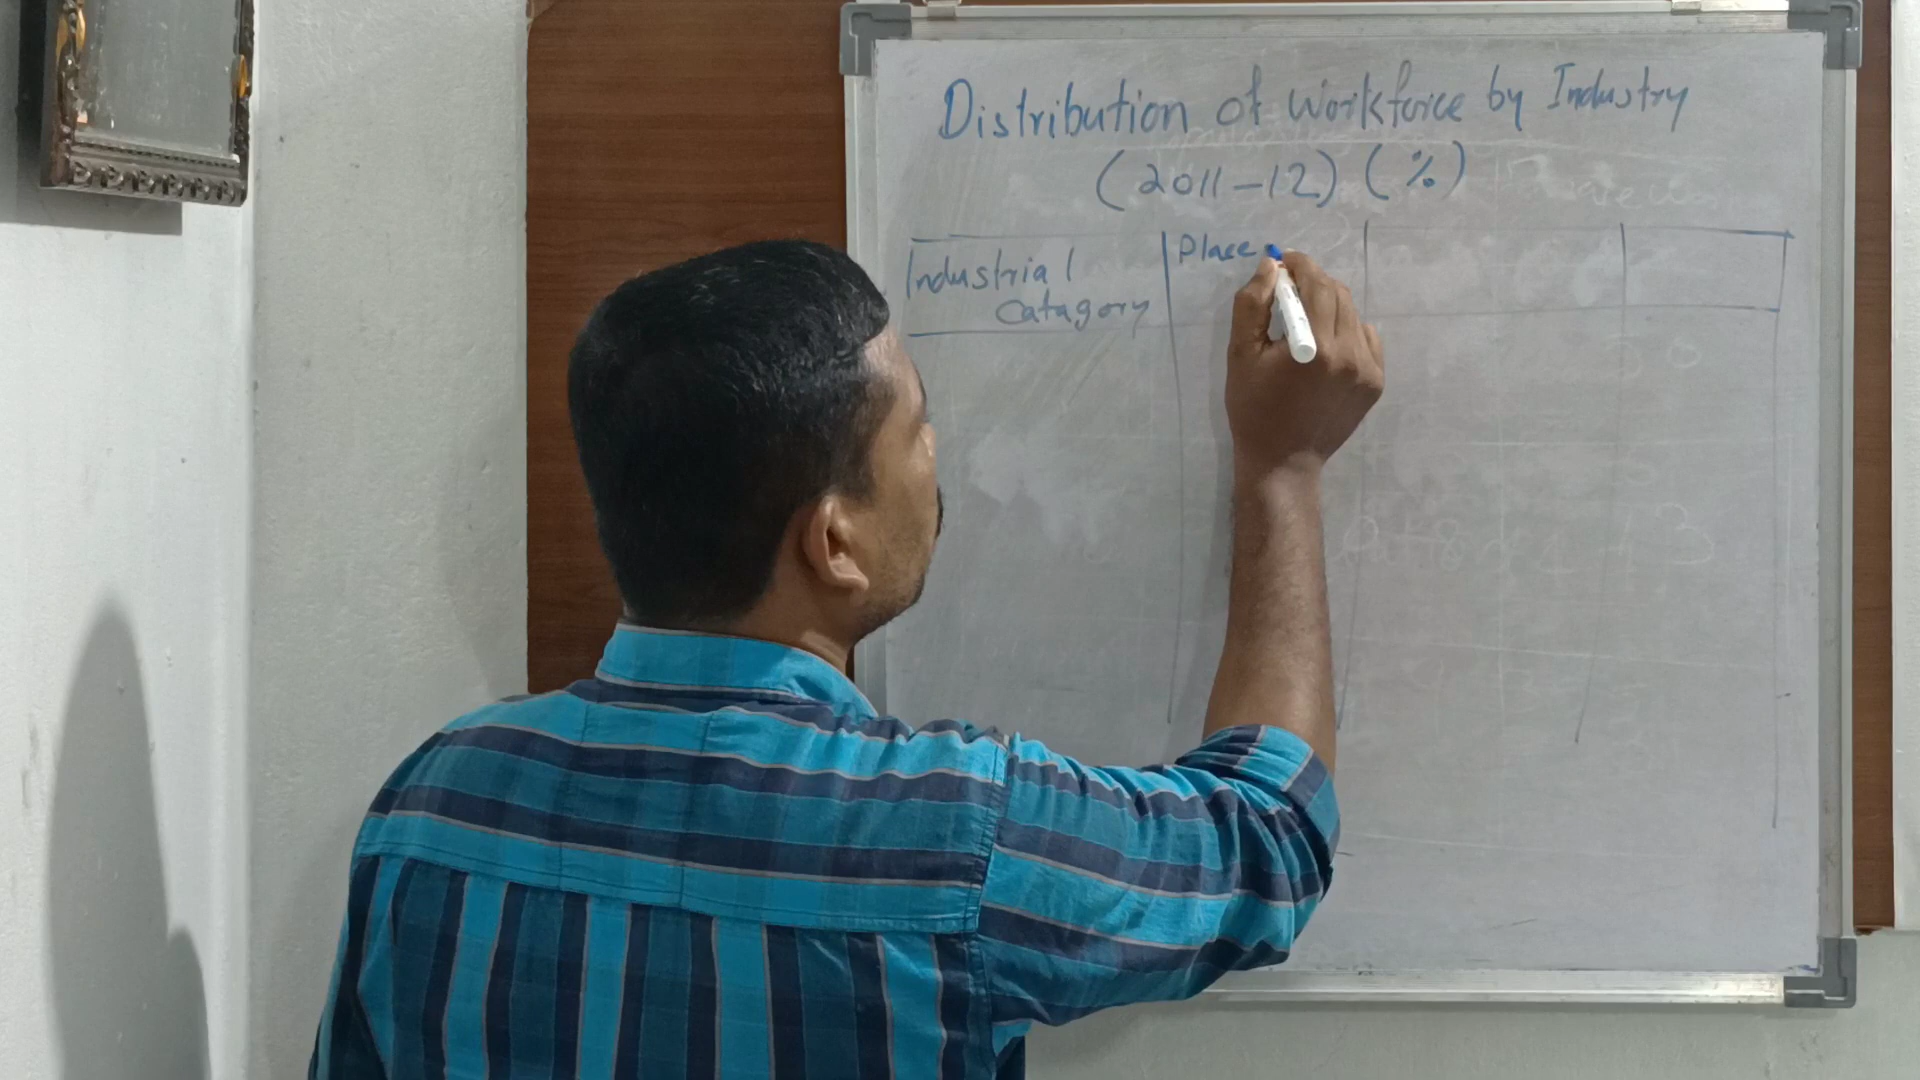 Distribution of Workforce by Industry
(2011-12) (%)
Industrial
Catagory
Place